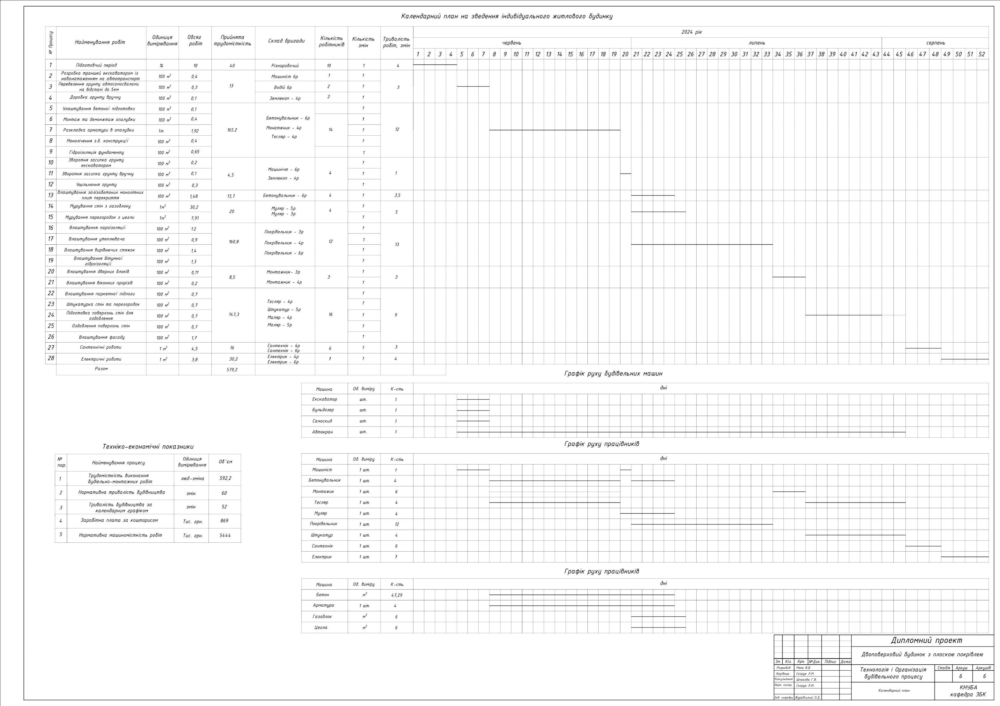 Календарний план на зведення індивідуального житлового будинку
№ Процесу
Найменування робіт
Одиниця
вимірювання
Обсяг
робіт
Прийнята
трудомісткість
Склад бригади
Кількість
робітників
Кількість
змін
Тривалість
робіт, змін
2024 рік
червень липень серпень
1 2 3 4 5 6 7 8 9 10 11 12 13 14 15 16 17 18 19 20 21 22 23 24 25 26 27 28 29 30 31 32 33 34 35 36 37 38 39 40 41 42 43 44 45 46 47 48 49 50 51 52
1 Підготовчий період % 10 40 Різноробочий 10 1 4
2 Розробка траншей екскаватором із
наванатаженням на автотранспорт
100 м³ 0,4 13 Машиніст 6р 1 1
3 Перевезення грунту автосамосвалами
на відстані до 5км
100 м³ 0,3 Водій 6р 2 1 3
4 Доробка грунту вручну 100 м³ 0,1 Землекоп - 4р 2 1
5 Улаштування бетоної підготовки 100 м³ 0,1 1
6 Монтаж та демонжтаж опалубки 100 м³ 0,4 Бетонувальник - 6р 1
7 Розкладка арматури в опалубки 1т 1,92 165.2 Монатжник - 4р 14 1 12
Тесляр - 4р
8 Монолічення з.б. конструкції 100 м³ 0,4 1
9 Гідроізоляція фундаменту 100 м² 0,65 1
10 Зворотня засипка грунту
екскаватором
100 м³ 0,2 1
Машинічт - 6р
11 Зворотня засипка грунту вручну 100 м³ 0,1 4,5 4 1 1
Землекоп - 4р
12 Ущільнення грунту 100 м³ 0,3 1
13 Влаштування залізобетоних монолітних
плит перекриття
100 м³ 1,48 13,7 Бетонувальник - 6р 4 1 3,5
14 Мурування стін з газоблоку 1м³ 30,2 20 Муляр - 5р 4 1 5
Муляр - 3р
15 Мурування перегородок з цегли 1м³ 7,91 1
16 Влаштування пароізоляції 100 м² 1.2 1
Покрівельник - 3р
17 Влаштування утеплювача 100 м² 0,9 160,8 Покрівельник - 4р 12 1 13
18 Влаштування вирівнючих стяжок 100 м² 1,4 Покрівельник - 6р 1
19 Влаштування бітумної
гідроізоляції
100 м² 1,3 1
20 Влаштування дверних блоків 100 м² 0,11 8,5 Монтажник- 3р 3 1 3
21 Влаштування віконних прорізів 100 м² 0,2 Монтажник - 4р 1
22 Влаштування паркетної підлоги 100 м² 0,7 1
23 Штукатурка стін та перегородок 100 м² 0,7 Тесляр - 4р 1
Штукатур - 5р
24 Підготовка поверхонь стін для
оздоблення
100 м² 0,7 147,3 Маляр - 4р 16 1 9
25 Оздоблення поверхонь стін 100 м² 0,7 Маляр - 5р 1
26 Влаштування фасаду 100 м² 1,7 1
27 Сантехнічні роботи 1 м³ 4,5 16 Сантехнік - 4р 6 1 3
Сантехнік - 6р
28 Електричні роботи 1 м³ 3,8 30,2 Електрик - 4р 7 1 4
Електрик - 6р
Разом 579,2
Графік руху будівельних машин
Машина Од. виміру К-сть дні
Екскаватор шт. 1
Бульдозер шт. 1
Самоскид шт. 1
Автокран шт. 1
Графік руху працівників
Машина Од. виміру К-сть дні
Машиніст 1 шт. 1
Бетонувальник 1 шт. 4
Монтажик 1 шт. 6
Тесляр 1 шт. 4
Муляр 1 шт. 4
Покрівельник 1 шт. 12
Штукатур 1 шт. 4
Сантехнік 1 шт. 6
Електрик 1 шт. 7
Графік руху працівників
Машина Од. виміру К-сть дні
Бетон м³ 47,29
Арматура 1 шт. 4
Газоблок м³ 6
Цегла м³ 6
Техніко-економічні показники
№
пор.
Найменування процесу
Одиниця
вимірювання
Об'єм
1 Трудомісткість виконання
будіельно-монтажних робіт
люд-зміна 592,2
2 Нормативна тривалість будівництва змін 60
3 Тривалість будівництва за
календарним графіком
змін 52
4 Заробітна плата за кошторисом Тис. грн. 869
5 Нормативна машиномісткість робіт Тис. грн. 5444
Дипломний проект
Двоповерховий будинок з плоскою покрівлею
Зм. Кіл. Арк. №Док. Підпис Дата
Розробив Репа В.В.
Керівник Скорук Л.М.
Консультант Шпакова Г.В.
Норм. контр. Скорук Л.М.
Зав. кафедри Журавський О.Д.
Технологія і Організація
будівельного процесу
Стадія Аркуш Аркушів
6 6
Календарний план
КНУБА
кафедра ЗБК